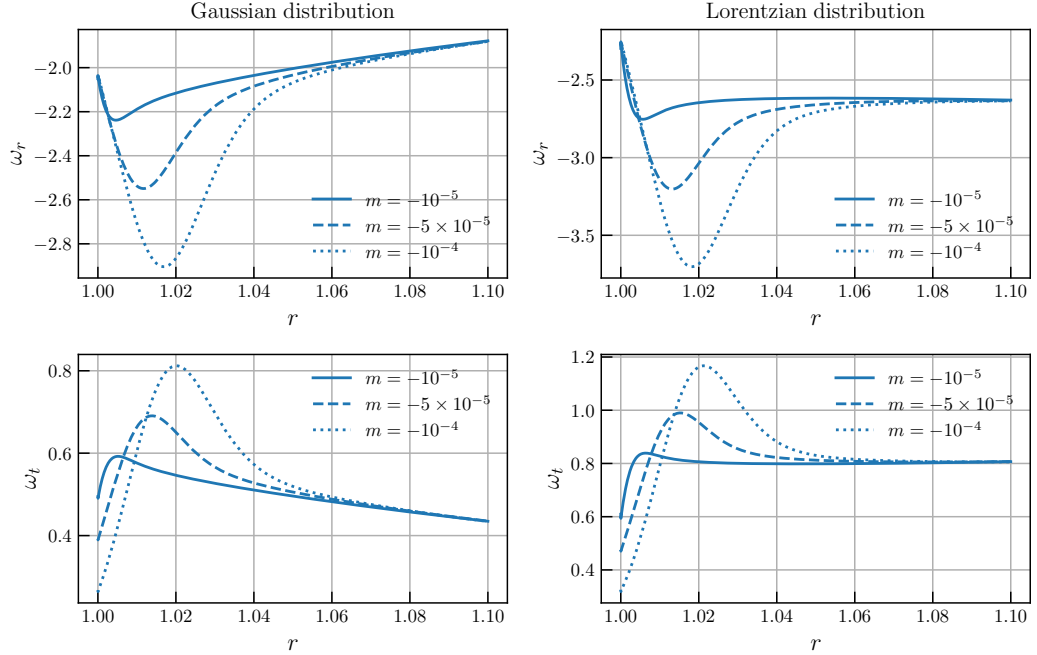 Gaussian distribution
−2.0
−2.2
−2.4
−2.6
−2.8
ω_r
m = −10^{−5}
m = −5 × 10^{−5}
m = −10^{−4}
1.00 1.02 1.04 1.06 1.08 1.10
r
Lorentzian distribution
−2.5
−3.0
−3.5
ω_r
m = −10^{−5}
m = −5 × 10^{−5}
m = −10^{−4}
1.00 1.02 1.04 1.06 1.08 1.10
r
0.8
0.6
0.4
ω_t
m = −10^{−5}
m = −5 × 10^{−5}
m = −10^{−4}
1.00 1.02 1.04 1.06 1.08 1.10
r
1.2
1.0
0.8
0.6
0.4
ω_t
m = −10^{−5}
m = −5 × 10^{−5}
m = −10^{−4}
1.00 1.02 1.04 1.06 1.08 1.10
r